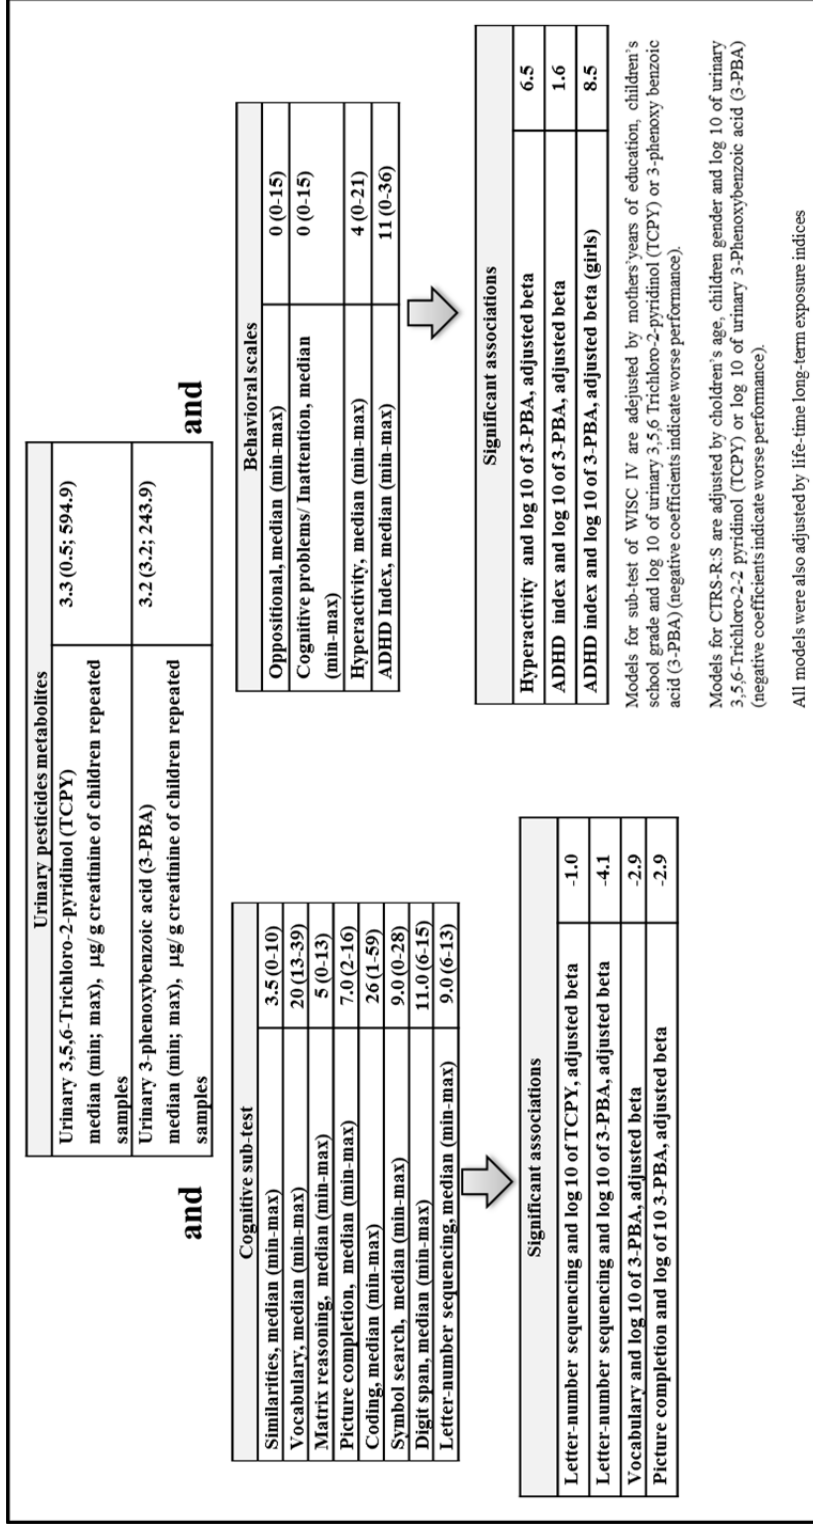 Urinary pesticides metabolites
Urinary 3,5,6-Trichloro-2-pyridinol (TCPY)
median (min; max), µg/ g creatinine of children repeated
samples
3.3 (0.5; 594.9)
Urinary 3-phenoxybenzoic acid (3-PBA)
median (min; max), µg/ g creatinine of children repeated
samples
3.2 (3.2; 243.9)
and
and
Cognitive sub-test
Similarities, median (min-max) 3.5 (0-10)
Vocabulary, median (min-max) 20 (13-39)
Matrix reasoning, median (min-max) 5 (0-13)
Picture completion, median (min-max) 7.0 (2-16)
Coding, median (min-max) 26 (1-59)
Symbol search, median (min-max) 9.0 (0-28)
Digit span, median (min-max) 11.0 (6-15)
Letter-number sequencing, median (min-max) 9.0 (6-13)
Significant associations
Letter-number sequencing and log 10 of TCPY, adjusted beta -1.0
Letter-number sequencing and log 10 of 3-PBA, adjusted beta -4.1
Vocabulary and log 10 of 3-PBA, adjusted beta -2.9
Picture completion and log of 10 3-PBA, adjusted beta -2.9
Behavioral scales
Oppositional, median (min-max) 0 (0-15)
Cognitive problems/ Inattention, median 0 (0-15)
(min-max)
Hyperactivity, median (min-max) 4 (0-21)
ADHD Index, median (min-max) 11 (0-36)
Significant associations
Hyperactivity and log 10 of 3-PBA, adjusted beta 6.5
ADHD index and log 10 of 3-PBA, adjusted beta 1.6
ADHD index and log 10 of 3-PBA, adjusted beta (girls) 8.5
Models for sub-test of WISC IV are adejusted by mothers'years of education, children's
school grade and log 10 of urinary 3,5,6 Trichloro-2-pyridinol (TCPY) or 3-phenoxy benzoic
acid (3-PBA) (negative coefficients indicate worse performance).
Models for CTRS-R:S are adjusted by choldren's age, children gender and log 10 of urinary
3,5,6-Trichloro-2-2 pyridinol (TCPY) or log 10 of urinary 3-Phenoxybenzoic acid (3-PBA)
(negative coefficients indicate worse performance).
All models were also adjusted by life-time long-term exposure indices